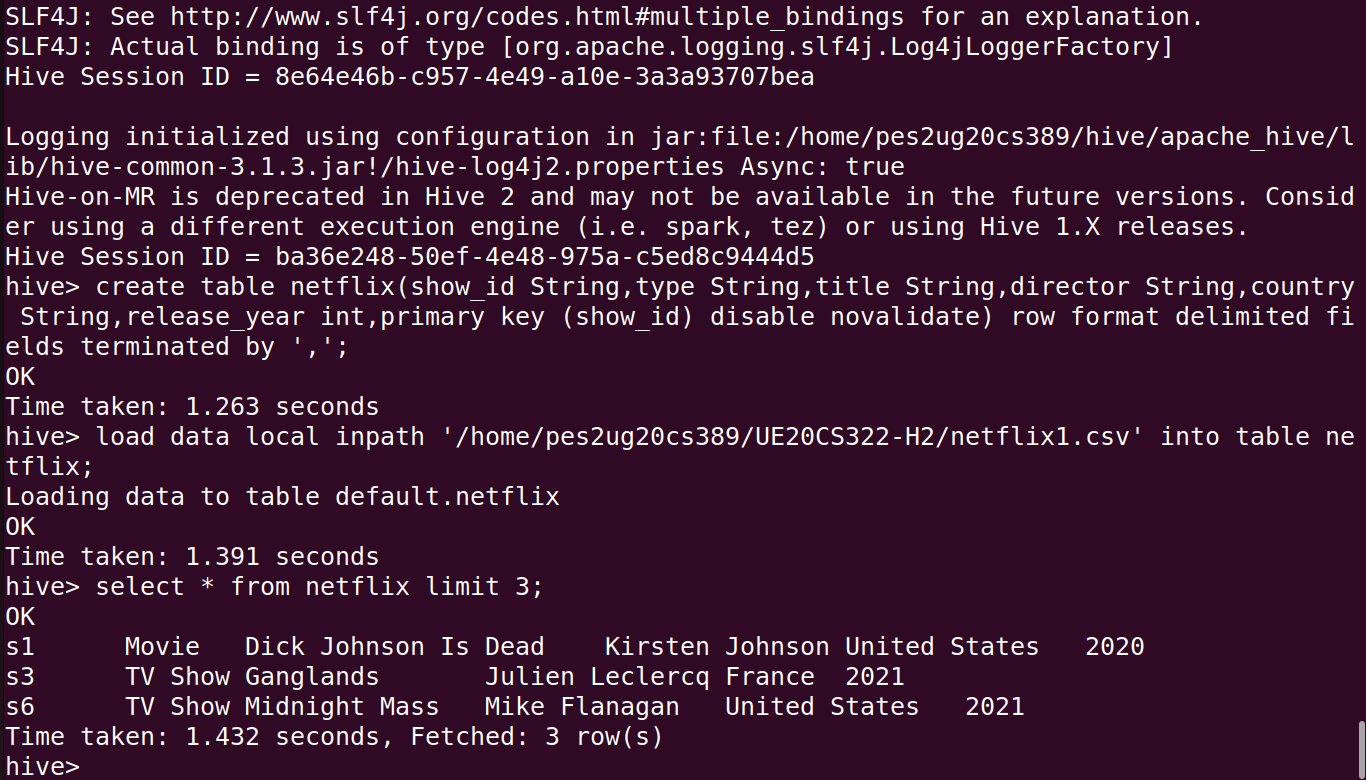 SLF4J: See http://www.slf4j.org/codes.html#multiple_bindings for an explanation.
SLF4J: Actual binding is of type [org.apache.logging.slf4j.Log4jLoggerFactory]
Hive Session ID = 8e64e46b-c957-4e49-a10e-3a3a93707bea
Logging initialized using configuration in jar:file:/home/pes2ug20cs389/hive/apache_hive/l
ib/hive-common-3.1.3.jar!/hive-log4j2.properties Async: true
Hive-on-MR is deprecated in Hive 2 and may not be available in the future versions. Consid
er using a different execution engine (i.e. spark, tez) or using Hive 1.X releases.
Hive Session ID = ba36e248-50ef-4e48-975a-c5ed8c9444d5
hive> create table netflix(show_id String,type String,title String,director String,country
 String,release_year int,primary key (show_id) disable novalidate) row format delimited fi
elds terminated by ',';
OK
Time taken: 1.263 seconds
hive> load data local inpath '/home/pes2ug20cs389/UE20CS322-H2/netflix1.csv' into table ne
tflix;
Loading data to table default.netflix
OK
Time taken: 1.391 seconds
hive> select * from netflix limit 3;
OK
s1      Movie   Dick Johnson Is Dead    Kirsten Johnson United States   2020
s3      TV Show Ganglands       Julien Leclercq France  2021
s6      TV Show Midnight Mass   Mike Flanagan   United States   2021
Time taken: 1.432 seconds, Fetched: 3 row(s)
hive>